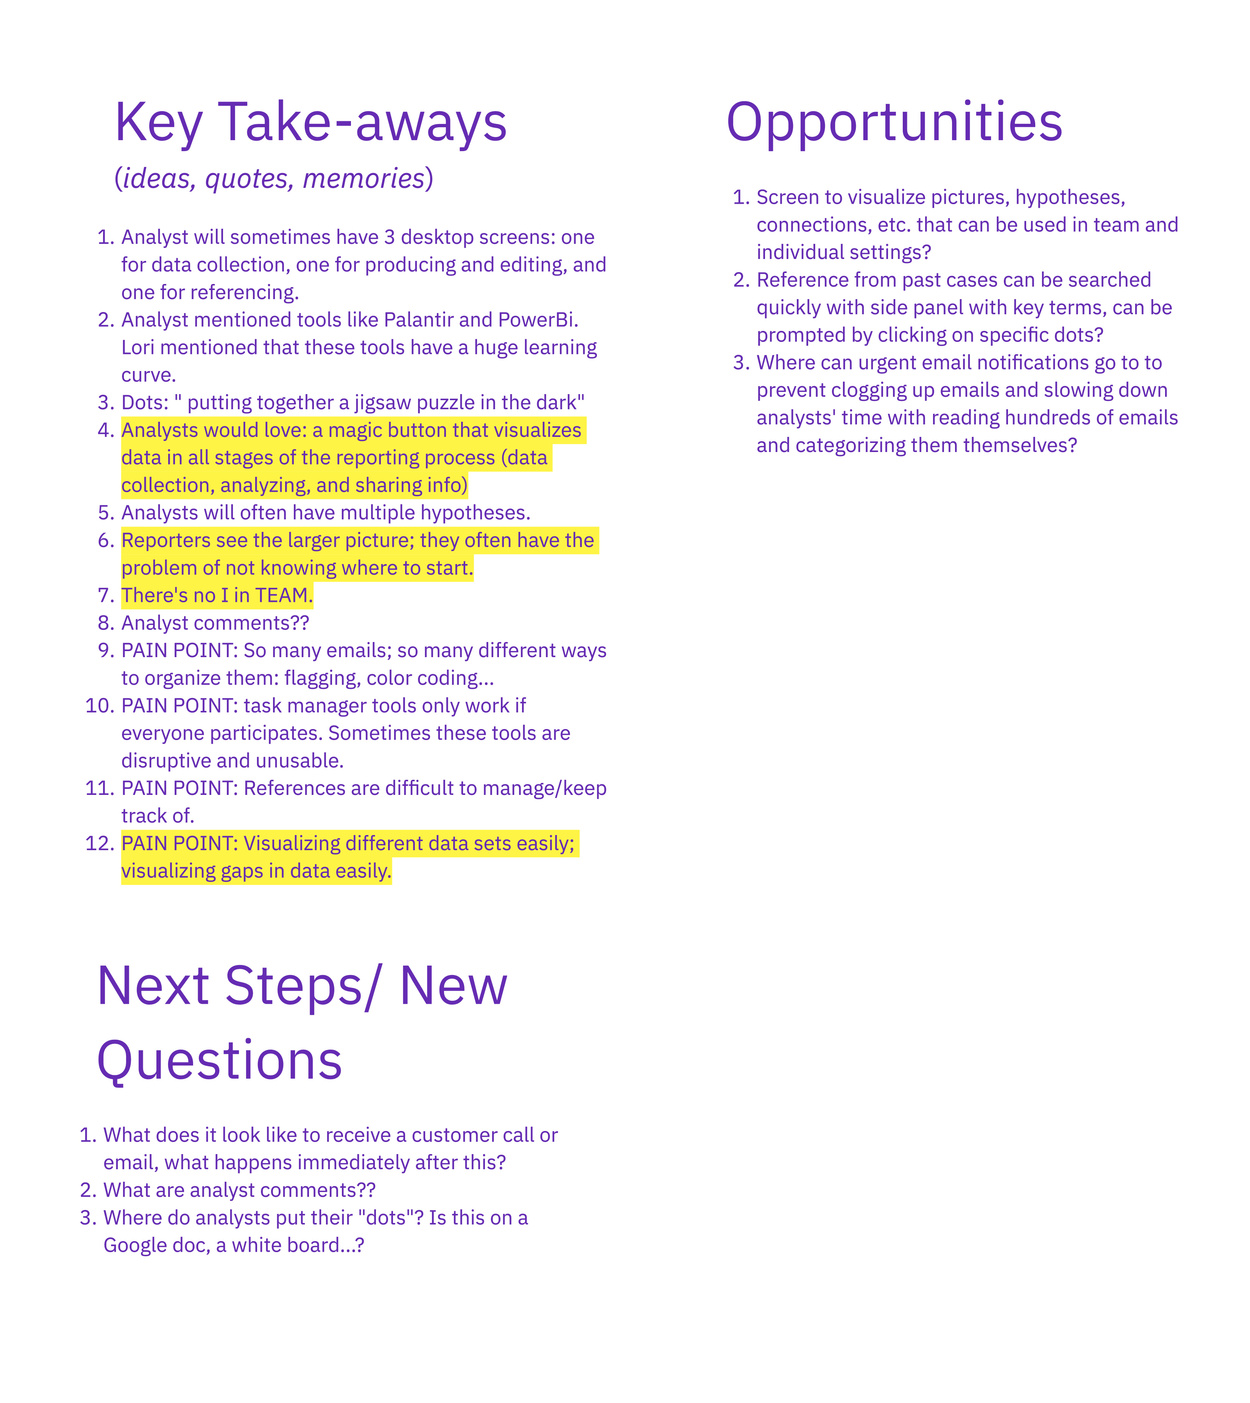 Key Take-aways
(ideas, quotes, memories)
1. Analyst will sometimes have 3 desktop screens: one
for data collection, one for producing and editing, and
one for referencing.
2. Analyst mentioned tools like Palantir and PowerBi.
Lori mentioned that these tools have a huge learning
curve.
3. Dots: " putting together a jigsaw puzzle in the dark"
4. Analysts would love: a magic button that visualizes
data in all stages of the reporting process (data
collection, analyzing, and sharing info)
5. Analysts will often have multiple hypotheses.
6. Reporters see the larger picture; they often have the
problem of not knowing where to start.
7. There's no I in TEAM.
8. Analyst comments??
9. PAIN POINT: So many emails; so many different ways
to organize them: flagging, color coding...
10. PAIN POINT: task manager tools only work if
everyone participates. Sometimes these tools are
disruptive and unusable.
11. PAIN POINT: References are difficult to manage/keep
track of.
12. PAIN POINT: Visualizing different data sets easily;
visualizing gaps in data easily.
Opportunities
1. Screen to visualize pictures, hypotheses,
connections, etc. that can be used in team and
individual settings?
2. Reference from past cases can be searched
quickly with side panel with key terms, can be
prompted by clicking on specific dots?
3. Where can urgent email notifications go to to
prevent clogging up emails and slowing down
analysts' time with reading hundreds of emails
and categorizing them themselves?
Next Steps/ New
Questions
1. What does it look like to receive a customer call or
email, what happens immediately after this?
2. What are analyst comments??
3. Where do analysts put their "dots"? Is this on a
Google doc, a white board...?